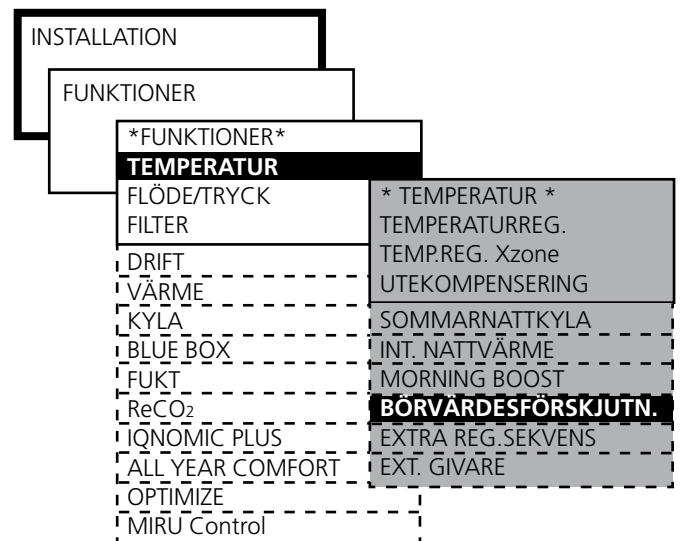 INSTALLATION
FUNKTIONER
*FUNKTIONER*
TEMPERATUR
FLÖDE/TRYCK
FILTER
DRIFT
VÄRME
KYLA
BLUE BOX
FUKT
ReCO2
IQNOMIC PLUS
ALL YEAR COMFORT
OPTIMIZE
MIRU Control
* TEMPERATUR *
TEMPERATURREG.
TEMP.REG. Xzone
UTEKOMPENSERING
SOMMARNATTKYLA
INT. NATTVÄRME
MORNING BOOST
BÖRVÄRDESFÖRSKJUTN.
EXTRA REG.SEKVENS
EXT. GIVARE